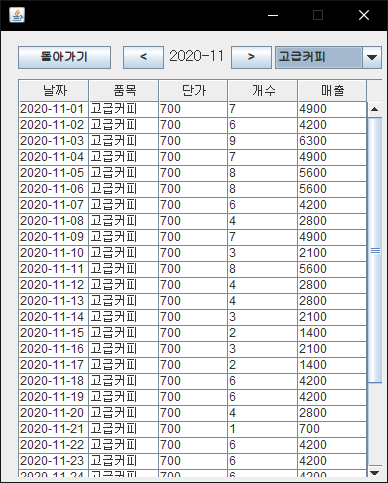 돌아가기 < 2020-11 > 고급커피
날짜 품목 단가 개수 매출
2020-11-01 고급커피 700 7 4900
2020-11-02 고급커피 700 6 4200
2020-11-03 고급커피 700 9 6300
2020-11-04 고급커피 700 7 4900
2020-11-05 고급커피 700 8 5600
2020-11-06 고급커피 700 8 5600
2020-11-07 고급커피 700 6 4200
2020-11-08 고급커피 700 4 2800
2020-11-09 고급커피 700 7 4900
2020-11-10 고급커피 700 3 2100
2020-11-11 고급커피 700 8 5600
2020-11-12 고급커피 700 4 2800
2020-11-13 고급커피 700 4 2800
2020-11-14 고급커피 700 3 2100
2020-11-15 고급커피 700 2 1400
2020-11-16 고급커피 700 3 2100
2020-11-17 고급커피 700 2 1400
2020-11-18 고급커피 700 6 4200
2020-11-19 고급커피 700 6 4200
2020-11-20 고급커피 700 4 2800
2020-11-21 고급커피 700 1 700
2020-11-22 고급커피 700 6 4200
2020-11-23 고급커피 700 6 4200
2020-11-24 고급커피 700 6 4200